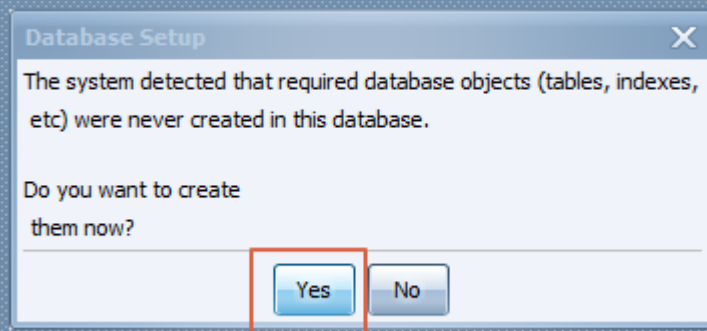 Database Setup
The system detected that required database objects (tables, indexes,
etc) were never created in this database.
Do you want to create
them now?
Yes No